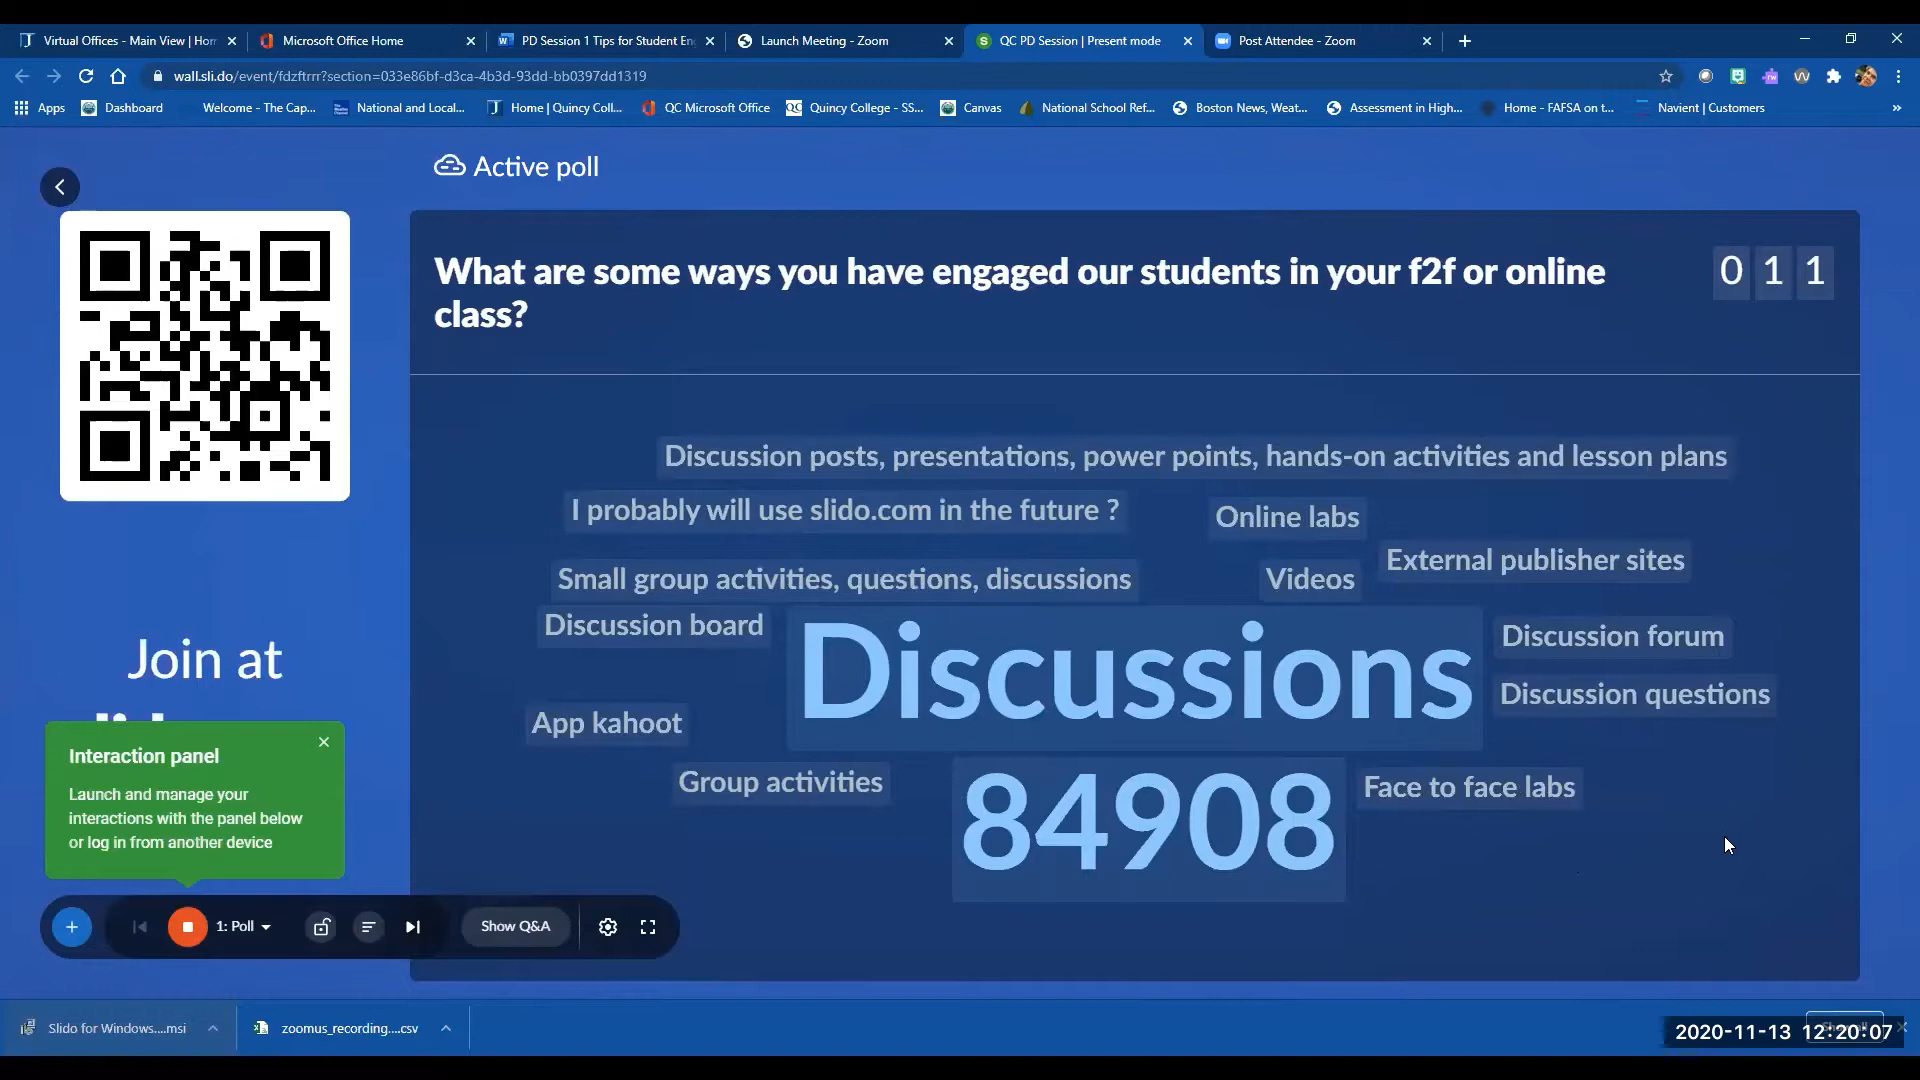 Virtual Offices - Main View | Hor
Microsoft Office Home
PD Session 1 Tips for Student En
Launch Meeting - Zoom
QC PD Session | Present mode
Post Attendee - Zoom
wall.sli.do/event/fdzftrrr?section=033e86bf-d3ca-4b3d-93dd-bb0397dd1319
Apps
Dashboard
Welcome - The Cap...
National and Local...
Home | Quincy Coll...
QC Microsoft Office
Quincy College - SS...
Canvas
National School Ref...
Boston News, Weat...
Assessment in High...
Home - FAFSA on t...
Navient | Customers
Active poll
What are some ways you have engaged our students in your f2f or online
class?
0 1 1
Discussion posts, presentations, power points, hands-on activities and lesson plans
I probably will use slido.com in the future ?
Online labs
External publisher sites
Small group activities, questions, discussions
Videos
Discussion board
Discussions
Discussion forum
Discussion questions
App kahoot
Group activities
84908
Face to face labs
Join at
Interaction panel
Launch and manage your
interactions with the panel below
or log in from another device
1: Poll
Show Q&A
Slido for Windows....msi
zoomus_recording....csv
2020-11-13 12:20:07